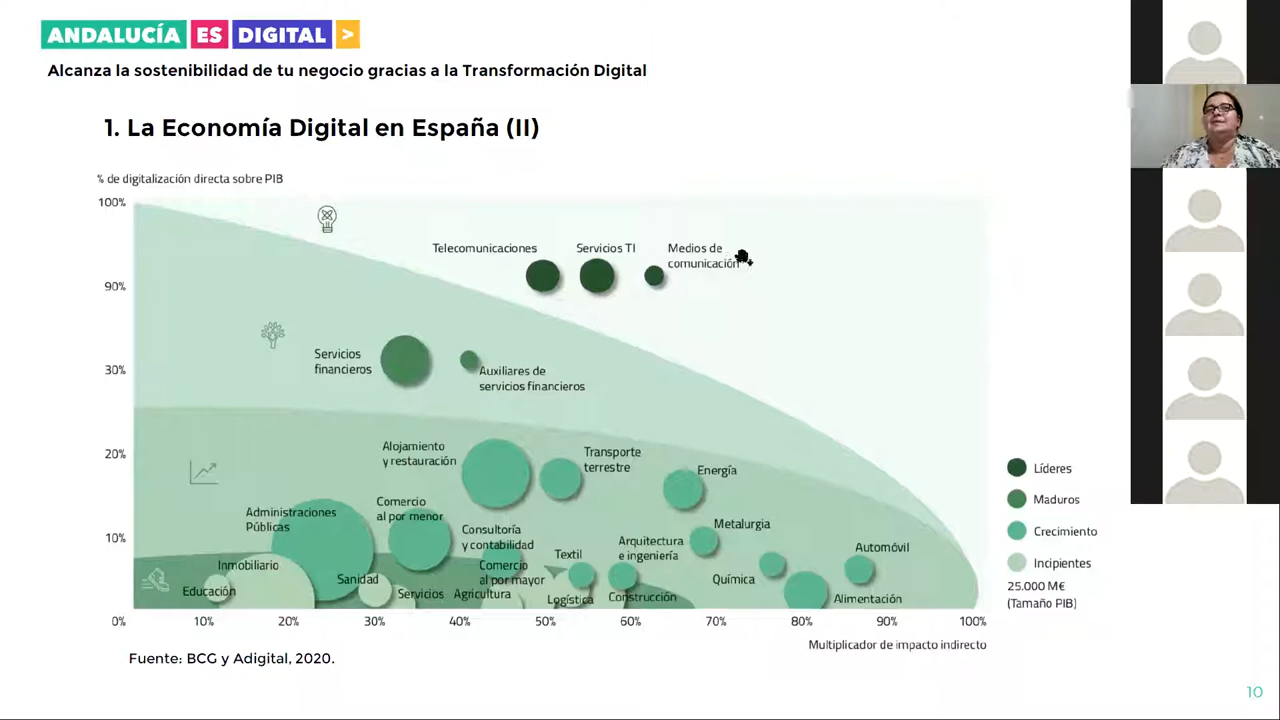 ANDALUCÍA ES DIGITAL >
Alcanza la sostenibilidad de tu negocio gracias a la Transformación Digital
1. La Economía Digital en España (II)
% de digitalización directa sobre PIB
100%
90%
30%
20%
10%
Telecomunicaciones
Servicios TI
Medios de
comunicación
Servicios
financieros
Auxiliares de
servicios financieros
Alojamiento
y restauración
Transporte
terrestre
Energía
Administraciones
Públicas
Comercio
al por menor
Consultoría
y contabilidad
Metalurgia
Arquitectura
e ingeniería
Textil
Automóvil
Inmobiliario
Comercio
al por mayor
Sanidad
Química
Educación
Servicios
Agricultura
Logística
Construcción
Alimentación
0%
10%
20%
30%
40%
50%
60%
70%
80%
90%
100%
Multiplicador de impacto indirecto
Líderes
Maduros
Crecimiento
Incipientes
25.000 M€
(Tamaño PIB)
Fuente: BCG y Adigital, 2020.
10